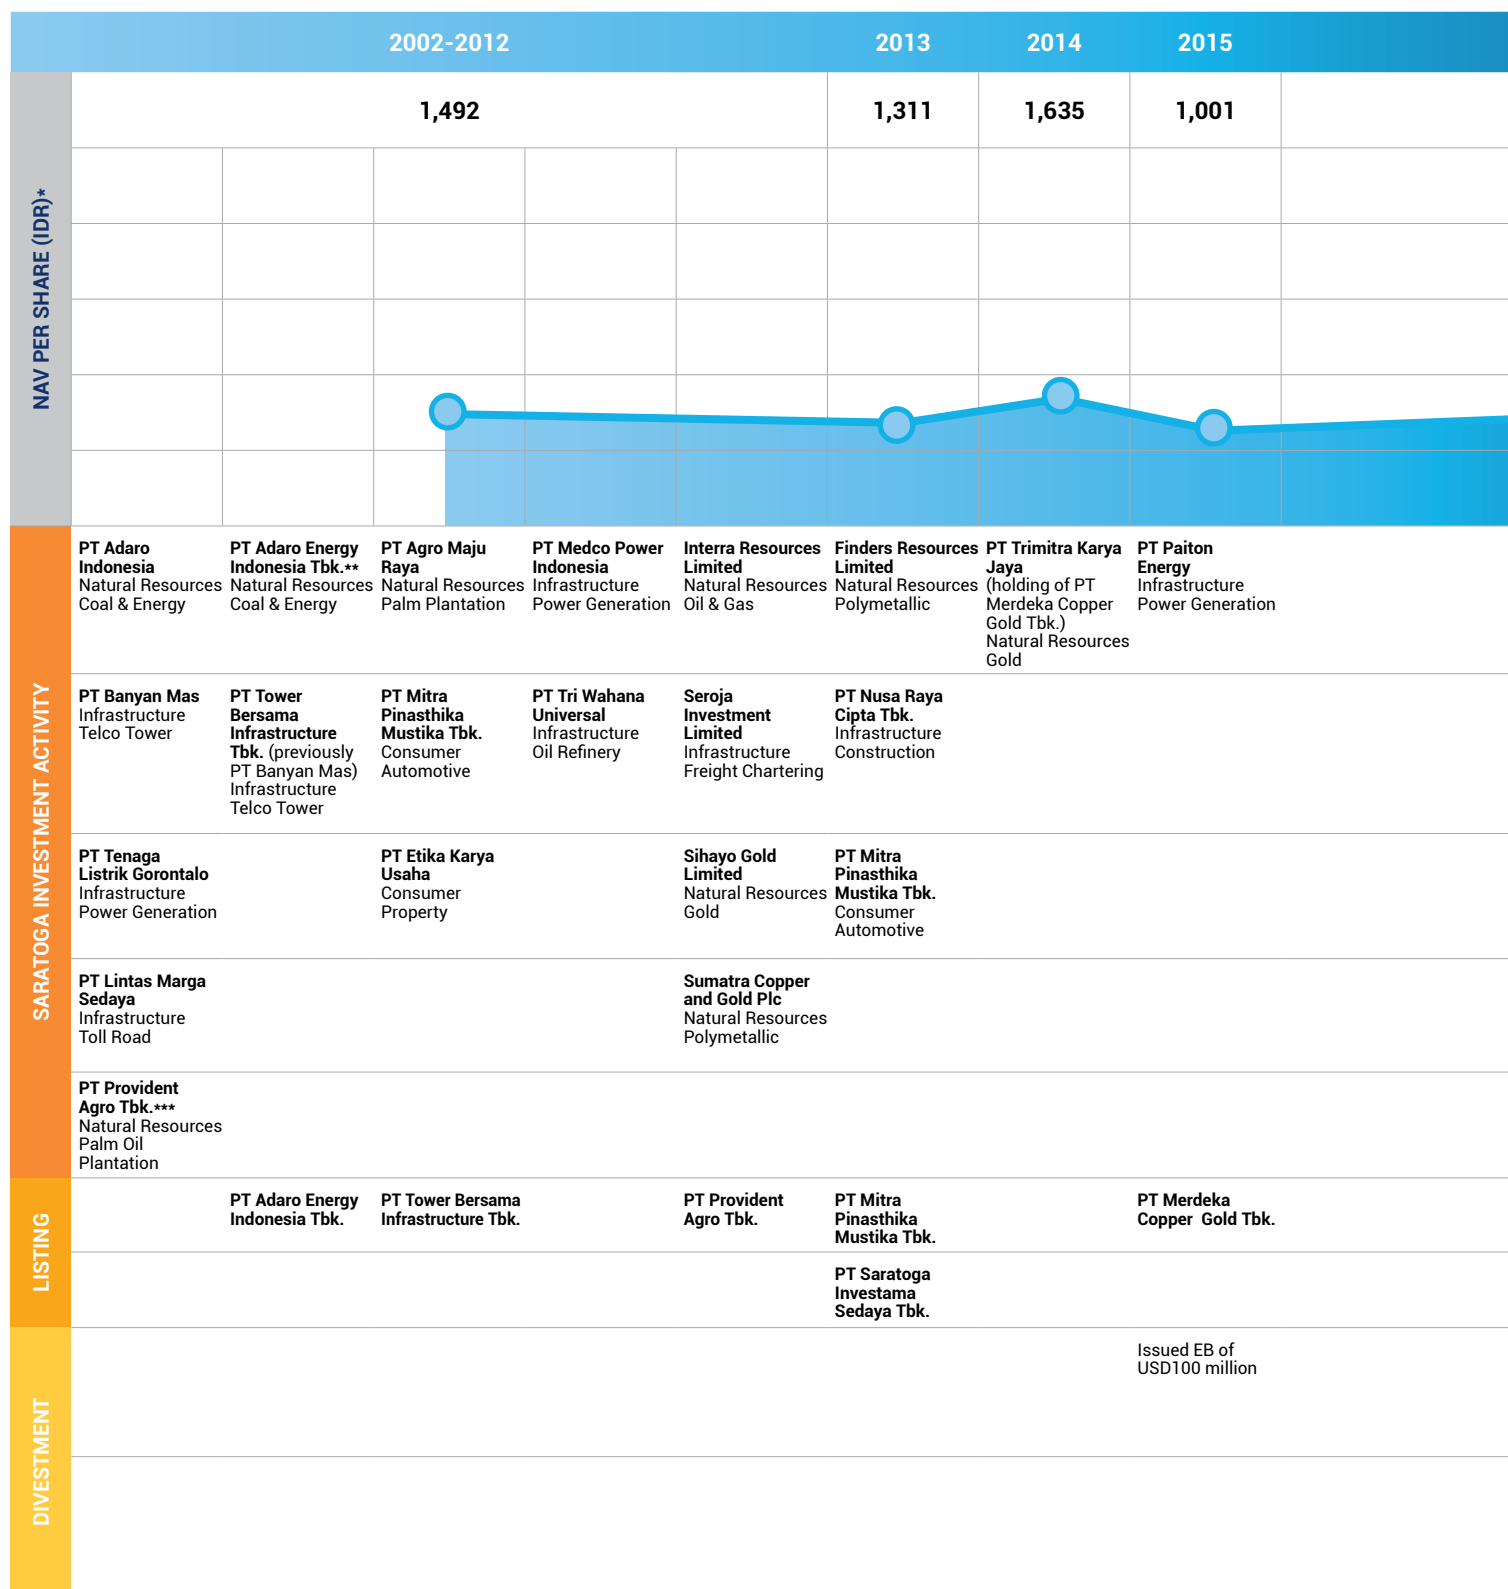 2002-2012 2013 2014 2015
NAV PER SHARE (IDR)*
1,492 1,311 1,635 1,001
SARATOGA INVESTMENT ACTIVITY
PT Adaro
Indonesia
Natural Resources
Coal & Energy
PT Adaro Energy
Indonesia Tbk.**
Natural Resources
Coal & Energy
PT Agro Maju
Raya
Natural Resources
Palm Plantation
PT Medco Power
Indonesia
Infrastructure
Power Generation
Interra Resources
Limited
Natural Resources
Oil & Gas
Finders Resources
Limited
Natural Resources
Polymetallic
PT Trimitra Karya
Jaya
(holding of PT
Merdeka Copper
Gold Tbk.)
Natural Resources
Gold
PT Paiton
Energy
Infrastructure
Power Generation
PT Banyan Mas
Infrastructure
Telco Tower
PT Tower
Bersama
Infrastructure
Tbk. (previously
PT Banyan Mas)
Infrastructure
Telco Tower
PT Mitra
Pinasthika
Mustika Tbk.
Consumer
Automotive
PT Tri Wahana
Universal
Infrastructure
Oil Refinery
Seroja
Investment
Limited
Infrastructure
Freight Chartering
PT Nusa Raya
Cipta Tbk.
Infrastructure
Construction
PT Tenaga
Listrik Gorontalo
Infrastructure
Power Generation
PT Etika Karya
Usaha
Consumer
Property
Sihayo Gold
Limited
Natural Resources
Gold
PT Mitra
Pinasthika
Mustika Tbk.
Consumer
Automotive
PT Lintas Marga
Sedaya
Infrastructure
Toll Road
Sumatra Copper
and Gold Plc
Natural Resources
Polymetallic
PT Provident
Agro Tbk.***
Natural Resources
Palm Oil
Plantation
LISTING
PT Adaro Energy
Indonesia Tbk.
PT Tower Bersama
Infrastructure Tbk.
PT Provident
Agro Tbk.
PT Mitra
Pinasthika
Mustika Tbk.
PT Merdeka
Copper Gold Tbk.
PT Saratoga
Investama
Sedaya Tbk.
DIVESTMENT
Issued EB of
USD100 million